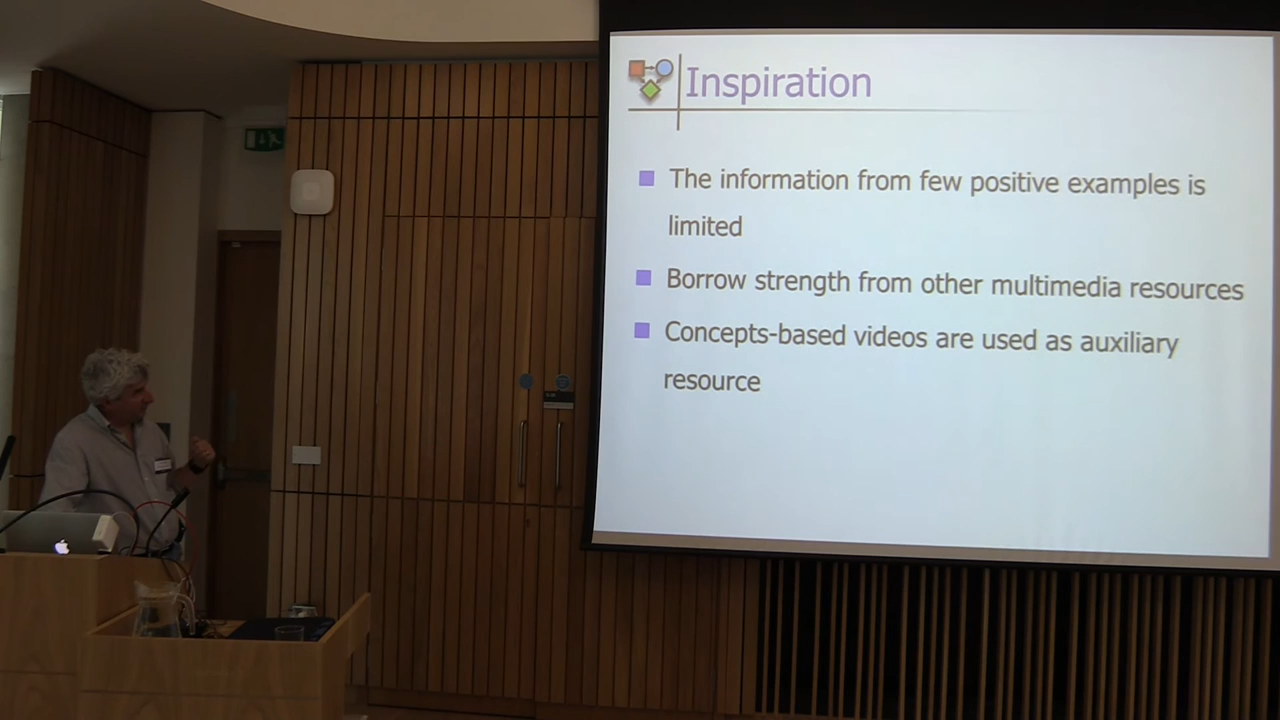 Inspiration
The information from few positive examples is
limited
Borrow strength from other multimedia resources
Concepts-based videos are used as auxiliary
resource